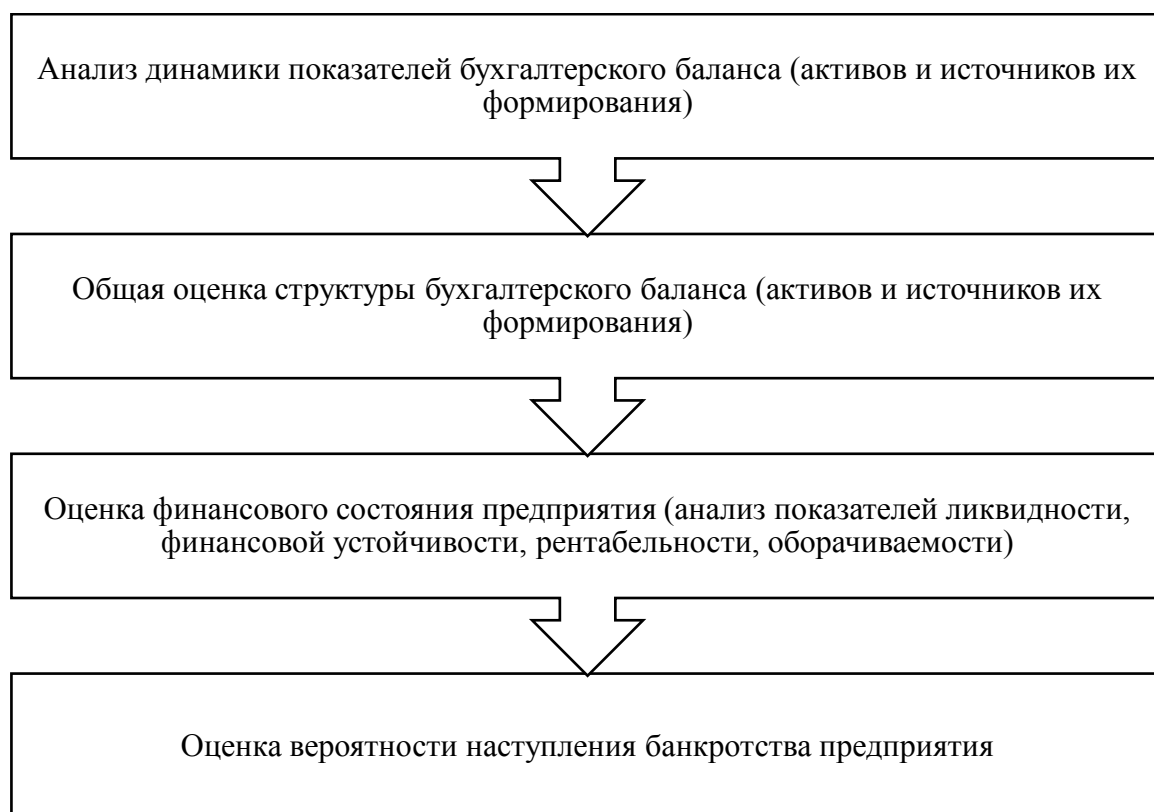 Анализ динамики показателей бухгалтерского баланса (активов и источников их
формирования)
Общая оценка структуры бухгалтерского баланса (активов и источников их
формирования)
Оценка финансового состояния предприятия (анализ показателей ликвидности,
финансовой устойчивости, рентабельности, оборачиваемости)
Оценка вероятности наступления банкротства предприятия